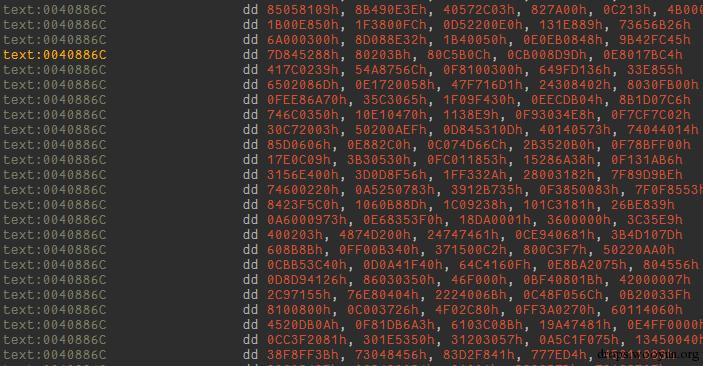 text:0040886C dd 85058109h, 8B490E3Eh, 40572C03h, 827A00h, 0C213h, 4B000
text:0040886C dd 1B00E850h, 1F3800FCh, 0D52200E0h, 131E889h, 73656B26h
text:0040886C dd 6A000300h, 8D088E32h, 1B40050h, 0E0EB0848h, 9B42FC45h
text:0040886C dd 7D845288h, 80203Bh, 80C5B0Ch, 0CB008D9Dh, 0E8017BC4h
text:0040886C dd 417C0239h, 54A8756Ch, 0F8100300h, 649FD136h, 33E855h
text:0040886C dd 6502086Dh, 0E1720058h, 47F716D1h, 24308402h, 8030FB00h
text:0040886C dd 0FEE86A70h, 35C3065h, 1F09F430h, 0EECDB04h, 8B1D07C6h
text:0040886C dd 746C0350h, 10E10470h, 1138E9h, 0F93034E8h, 0F7CF7C02h
text:0040886C dd 30C72003h, 50200AEFh, 0D845310Dh, 40140573h, 74044014h
text:0040886C dd 85D0606h, 0E882C0h, 0C074D66Ch, 2B3520B0h, 0F78BFF00h
text:0040886C dd 17E0C09h, 3B30530h, 0FC011853h, 15286A38h, 0F131AB6h
text:0040886C dd 3156E400h, 3D0D8F56h, 1FF332Ah, 28003182h, 7F89D9BEh
text:0040886C dd 74600220h, 0A5250783h, 3912B735h, 0F3850083h, 7F0F8553h
text:0040886C dd 8423F5C0h, 1060B88Dh, 1C09238h, 101C3181h, 26BE839h
text:0040886C dd 0A6000973h, 0E68353F0h, 18DA0001h, 3600000h, 3C35E9h
text:0040886C dd 400203h, 4874D200h, 24747461h, 0CE940681h, 3B4D107Dh
text:0040886C dd 608B8Bh, 0FF00B340h, 371500C2h, 800C3F7h, 50220AA0h
text:0040886C dd 0CBB53C40h, 0D0A41F40h, 64C4160Fh, 0E8BA2075h, 804556h
text:0040886C dd 0D8D94126h, 86030350h, 46F000h, 0BF40801Bh, 42000007h
text:0040886C dd 2C97155h, 76E80404h, 2224006Bh, 0C48F056Ch, 0B20033Fh
text:0040886C dd 8100800h, 0C003726h, 4F02C80h, 0FF3A0270h, 60114060h
text:0040886C dd 4520DB0Ah, 0F81DB6A3h, 6103C08Bh, 19A47481h, 0E4FF0000h
text:0040886C dd 0CC3F2081h, 301E5350h, 31203057h, 0A5C1F075h, 13450040h
text:0040886C dd 38F8FF3Bh, 73048456h, 83D2F841h, 777ED4h,